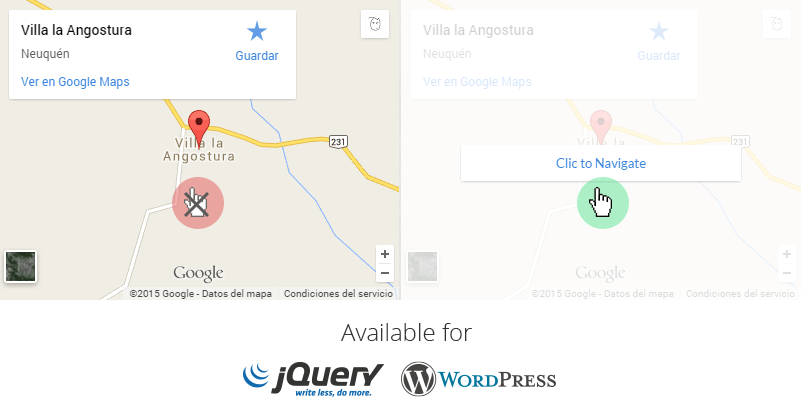 Villa la Angostura
Neuquén
Guardar
Ver en Google Maps
Villa la
Angostura
231
+
−
Google
©2015 Google - Datos del mapa
Condiciones del servicio
Villa la Angostura
Neuquén
Guardar
Ver en Google Maps
Villa la
231
Clic to Navigate
+
−
Google
©2015 Google - Datos del mapa
Condiciones del servicio
Available for
jQuery
write less, do more.
WORDPRESS